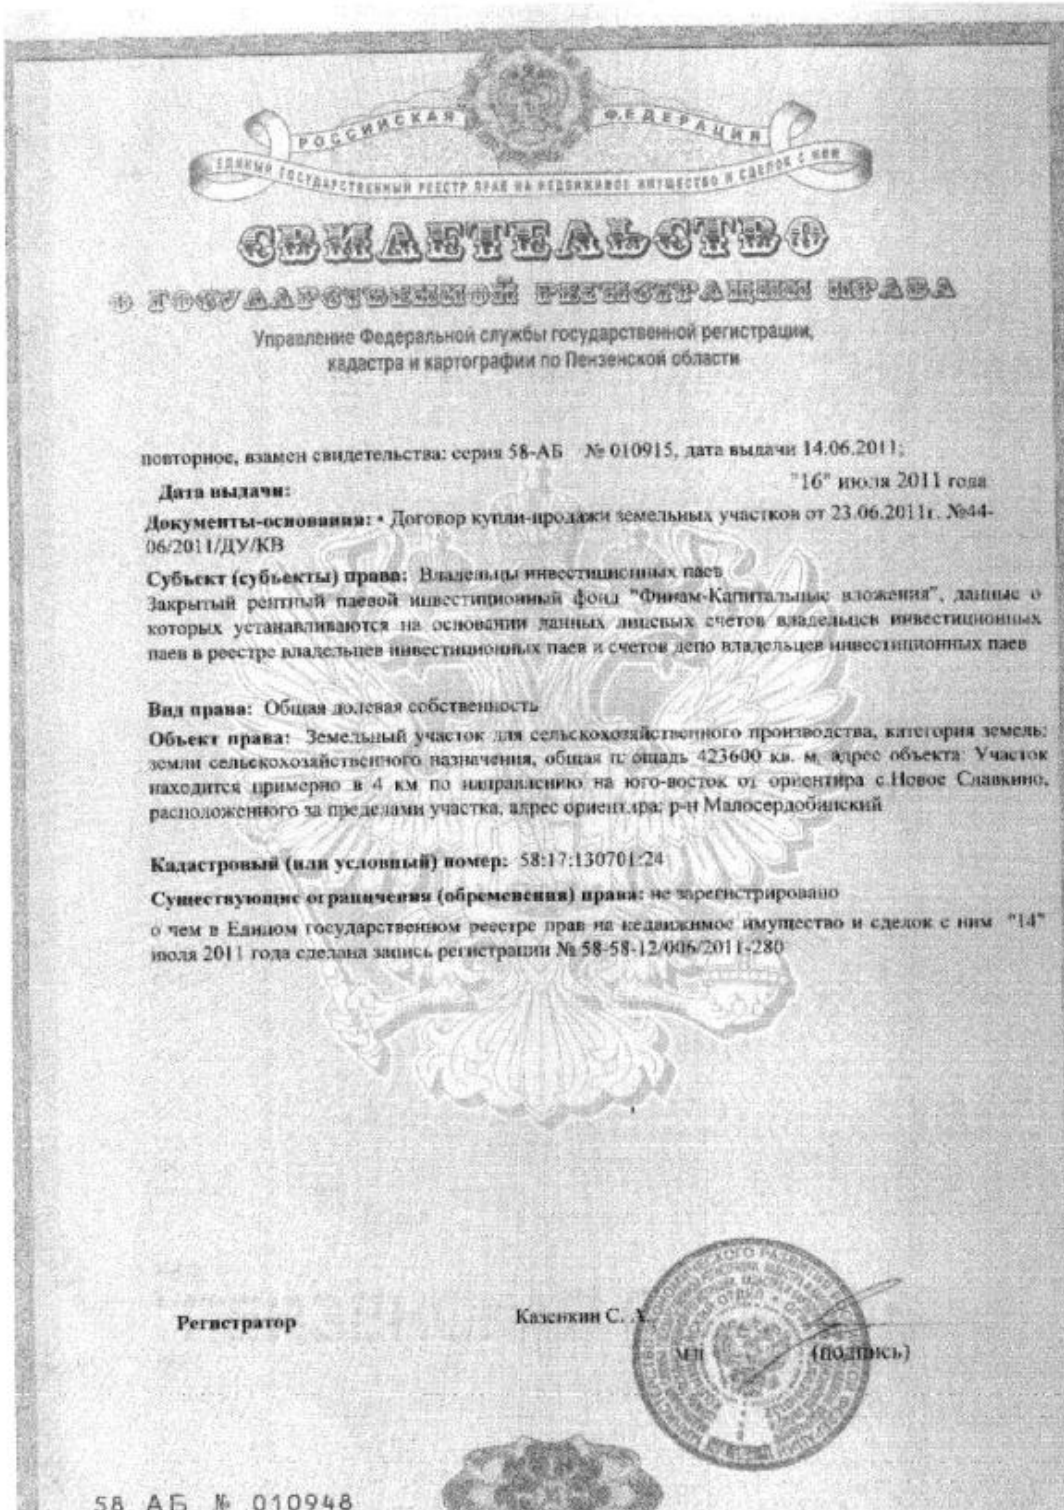 РОССИЙСКАЯ ФЕДЕРАЦИЯ
ЕДИНЫЙ ГОСУДАРСТВЕННЫЙ РЕЕСТР ПРАВ НА НЕДВИЖИМОЕ ИМУЩЕСТВО И СДЕЛОК С НИМ
СВИДЕТЕЛЬСТВО
О ГОСУДАРСТВЕННОЙ РЕГИСТРАЦИИ ПРАВА
Управление Федеральной службы государственной регистрации,
кадастра и картографии по Пензенской области
повторное, взамен свидетельства: серия 58-АБ № 010915, дата выдачи 14.06.2011;
Дата выдачи: "16" июля 2011 года
Документы-основания: • Договор купли-продажи земельных участков от 23.06.2011г. №44-
06/2011/ДУ/КВ
Субъект (субъекты) права: Владельцы инвестиционных паев
Закрытый рентный паевой инвестиционный фонд "Финам-Капитальные вложения", данные о
которых устанавливаются на основании данных лицевых счетов владельцев инвестиционных
паев в реестре владельцев инвестиционных паев и счетов депо владельцев инвестиционных паев
Вид права: Общая долевая собственность
Объект права: Земельный участок для сельскохозяйственного производства, категория земель:
земли сельскохозяйственного назначения, общая площадь 423600 кв. м, адрес объекта: Участок
находится примерно в 4 км по направлению на юго-восток от ориентира с.Новое Славкино,
расположенного за пределами участка, адрес ориентира: р-н Малосердобинский
Кадастровый (или условный) номер: 58:17:130701:24
Существующие ограничения (обременения) права: не зарегистрировано
о чем в Едином государственном реестре прав на недвижимое имущество и сделок с ним "14"
июля 2011 года сделана запись регистрации № 58-58-12/006/2011-280
Регистратор Казенкин С.
М.П. (подпись)
58 АБ № 010948